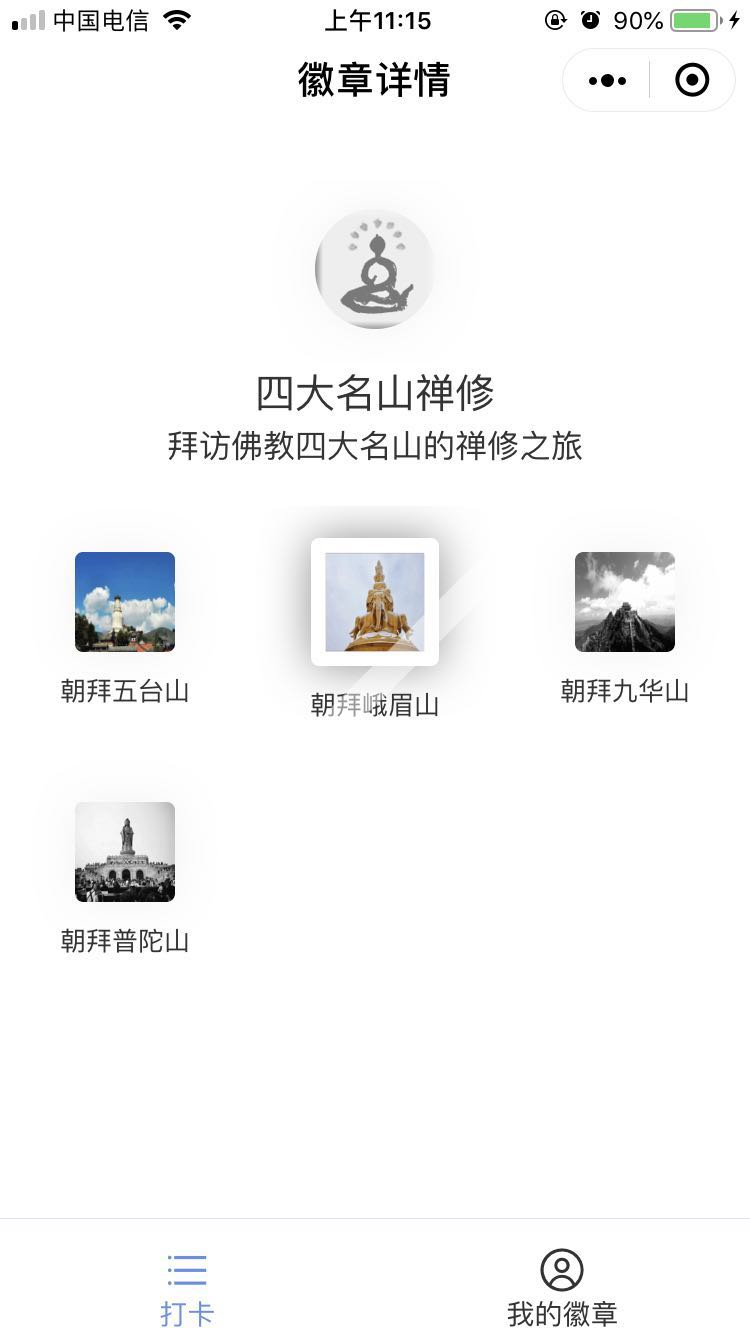 中国电信
上午11:15
90%
徽章详情
四大名山禅修
拜访佛教四大名山的禅修之旅
朝拜五台山
朝拜峨眉山
朝拜九华山
朝拜普陀山
打卡
我的徽章